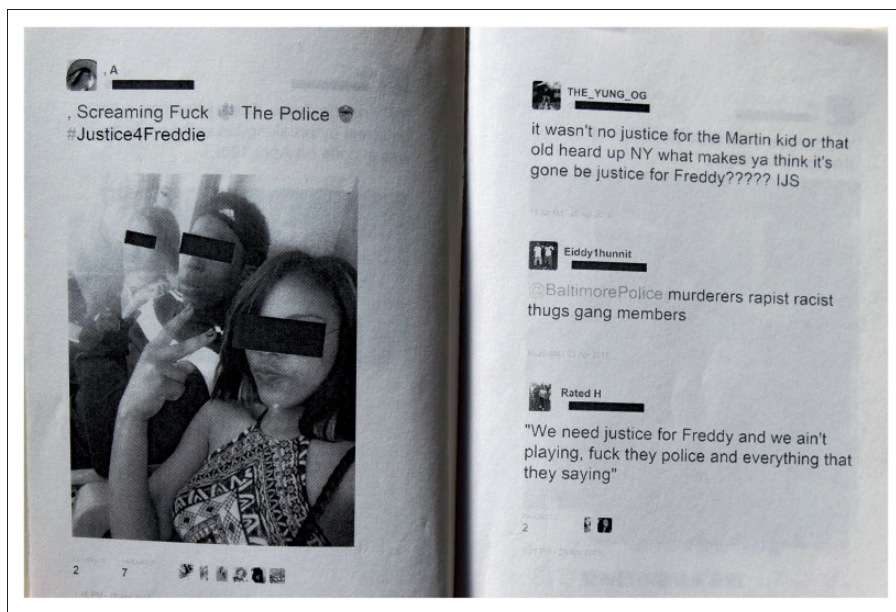 , A
, Screaming Fuck The Police
#Justice4Freddie
2 7
THE_YUNG_OG
it wasn't no justice for the Martin kid or that
old heard up NY what makes ya think it's
gone be justice for Freddy????? IJS
Eiddy1hunnit
@BaltimorePolice murderers rapist racist
thugs gang members
Rated H
"We need justice for Freddy and we ain't
playing, fuck they police and everything that
they saying"
2